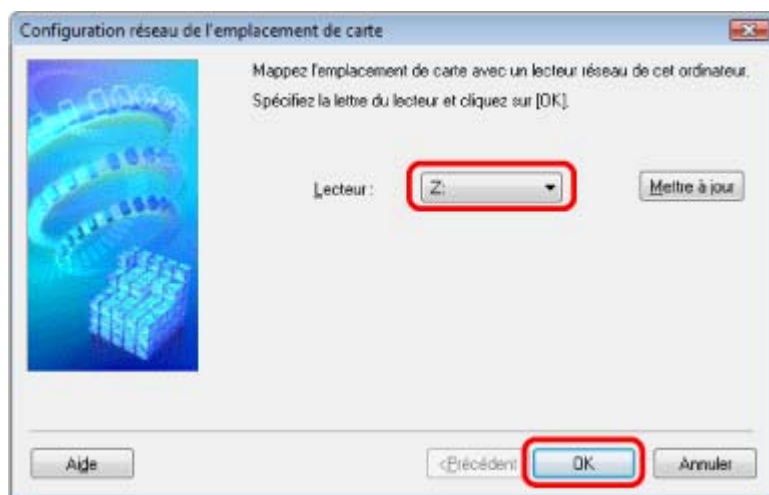 Configuration réseau de l'emplacement de carte
Mappez l'emplacement de carte avec un lecteur réseau de cet ordinateur.
Spécifiez la lettre du lecteur et cliquez sur [OK].
Lecteur : Z: Mettre à jour
Aide <Précédent OK Annuler